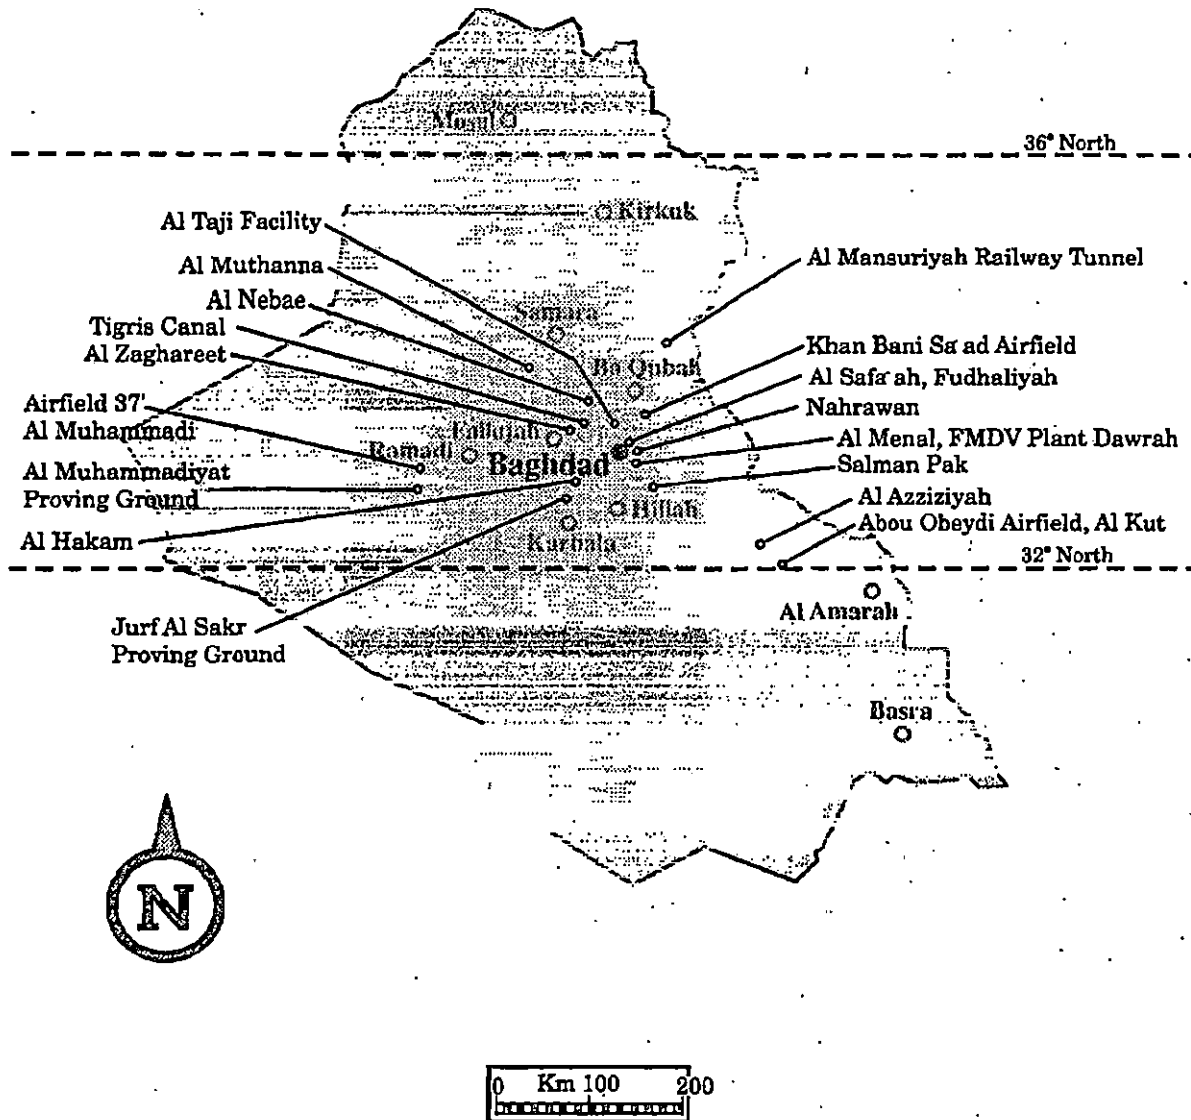 Mosul
36° North
Kirkuk
Al Taji Facility
Al Mansuriyah Railway Tunnel
Al Muthanna
Al Nebae
Samara
Tigris Canal
Al Zaghareet
Khan Bani Sa'ad Airfield
Ba Qubah
Al Safa'ah, Fudhaliyah
Airfield 37'
Al Muhammadi
Nahrawan
Fallujah
Ramadi
Baghdad
Al Menal, FMDV Plant Dawrah
Al Muhammadiyat
Proving Ground
Salman Pak
Al Azziziyah
Hillah
Abou Obeydi Airfield, Al Kut
Al Hakam
Karbala
32° North
Al Amarah
Jurf Al Sakr
Proving Ground
Basra
N
0 Km 100 200